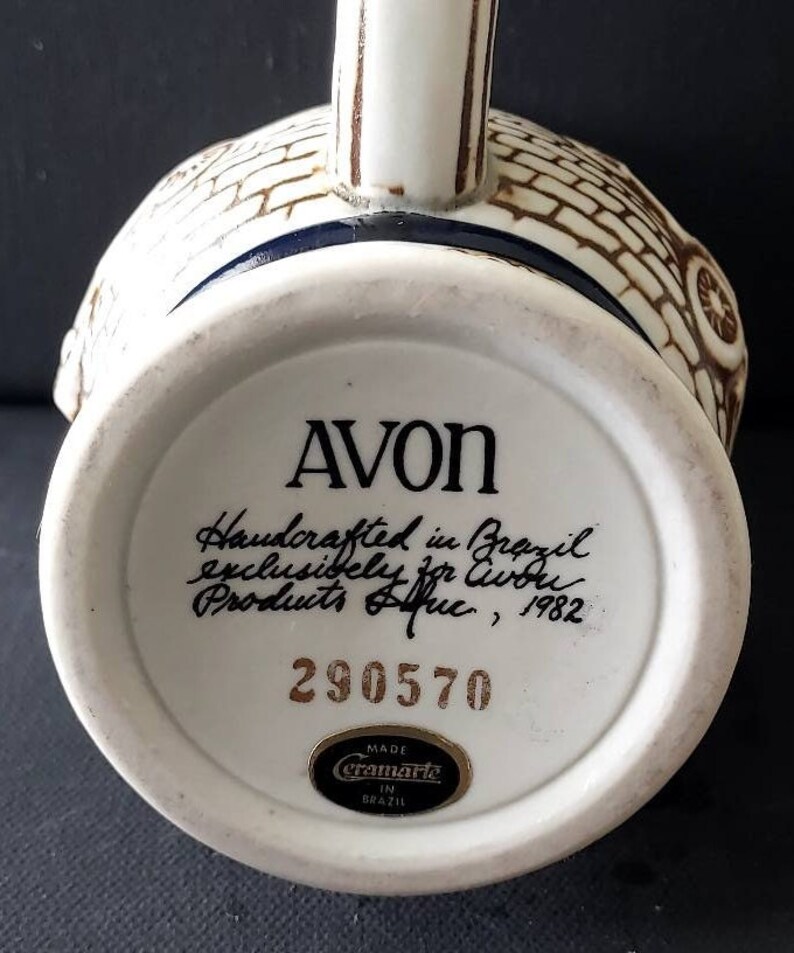 AVON
Handcrafted in Brazil
exclusively for Avon
Products Inc., 1982
290570
MADE
Ceramarte
IN
BRAZIL